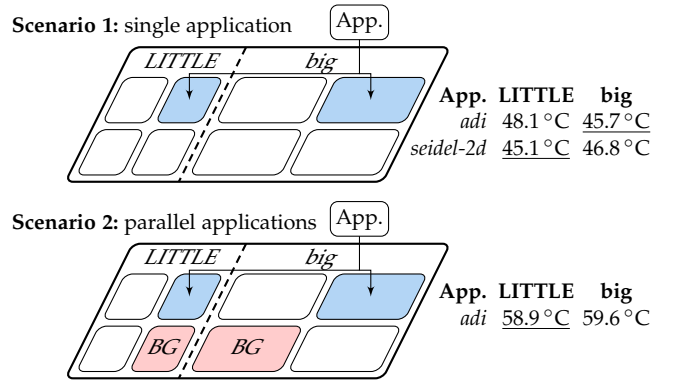 Scenario 1: single application App.
LITTLE big
App. LITTLE big
adi 48.1 °C 45.7 °C
seidel-2d 45.1 °C 46.8 °C
Scenario 2: parallel applications App.
LITTLE big
App. LITTLE big
adi 58.9 °C 59.6 °C
BG BG